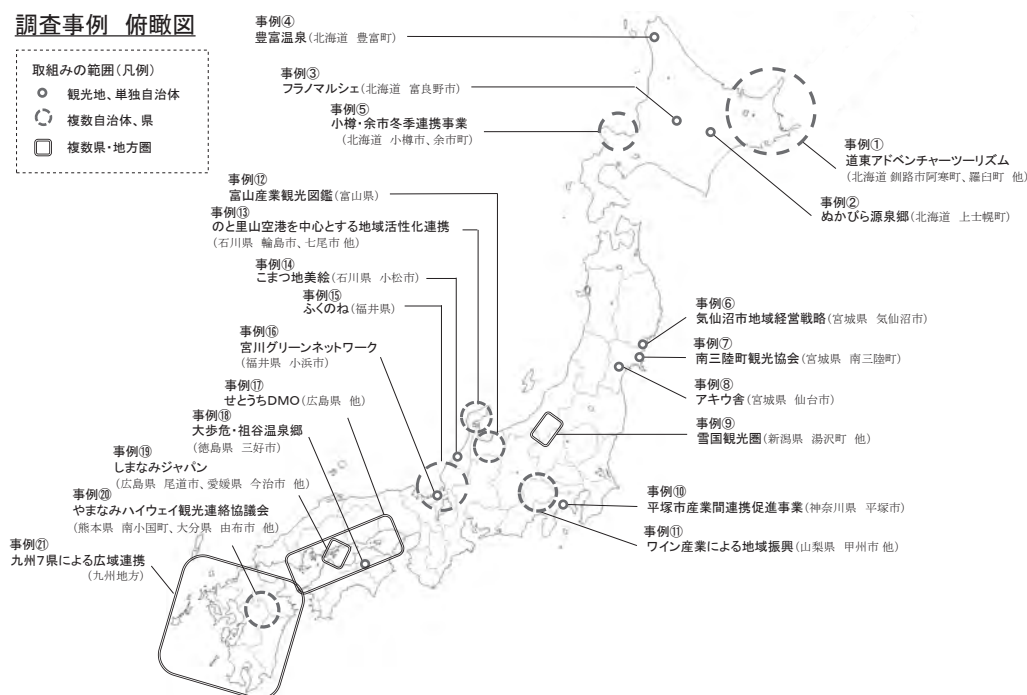 調査事例 俯瞰図
取組みの範囲(凡例)
観光地、単独自治体
複数自治体、県
複数県・地方圏
事例④
豊富温泉(北海道 豊富町)
事例③
フラノマルシェ(北海道 富良野市)
事例⑤
小樽・余市冬季連携事業
(北海道 小樽市、余市町)
事例①
道東アドベンチャーツーリズム
(北海道 釧路市阿寒町、羅臼町 他)
事例②
ぬかびら源泉郷(北海道 上士幌町)
事例⑫
富山産業観光図鑑(富山県)
事例⑬
のと里山空港を中心とする地域活性化連携
(石川県 輪島市、七尾市 他)
事例⑭
こまつ地美絵(石川県 小松市)
事例⑮
ふくのね(福井県)
事例⑯
宮川グリーンネットワーク
(福井県 小浜市)
事例⑰
せとうちDMO(広島県 他)
事例⑱
大歩危・祖谷温泉郷
(徳島県 三好市)
事例⑲
しまなみジャパン
(広島県 尾道市、愛媛県 今治市 他)
事例⑳
やまなみハイウェイ観光連絡協議会
(熊本県 南小国町、大分県 由布市 他)
事例㉑
九州7県による広域連携
(九州地方)
事例⑥
気仙沼市地域経営戦略(宮城県 気仙沼市)
事例⑦
南三陸町観光協会(宮城県 南三陸町)
事例⑧
アキウ舎(宮城県 仙台市)
事例⑨
雪国観光圏(新潟県 湯沢町 他)
事例⑩
平塚市産業間連携促進事業(神奈川県 平塚市)
事例⑪
ワイン産業による地域振興(山梨県 甲州市 他)